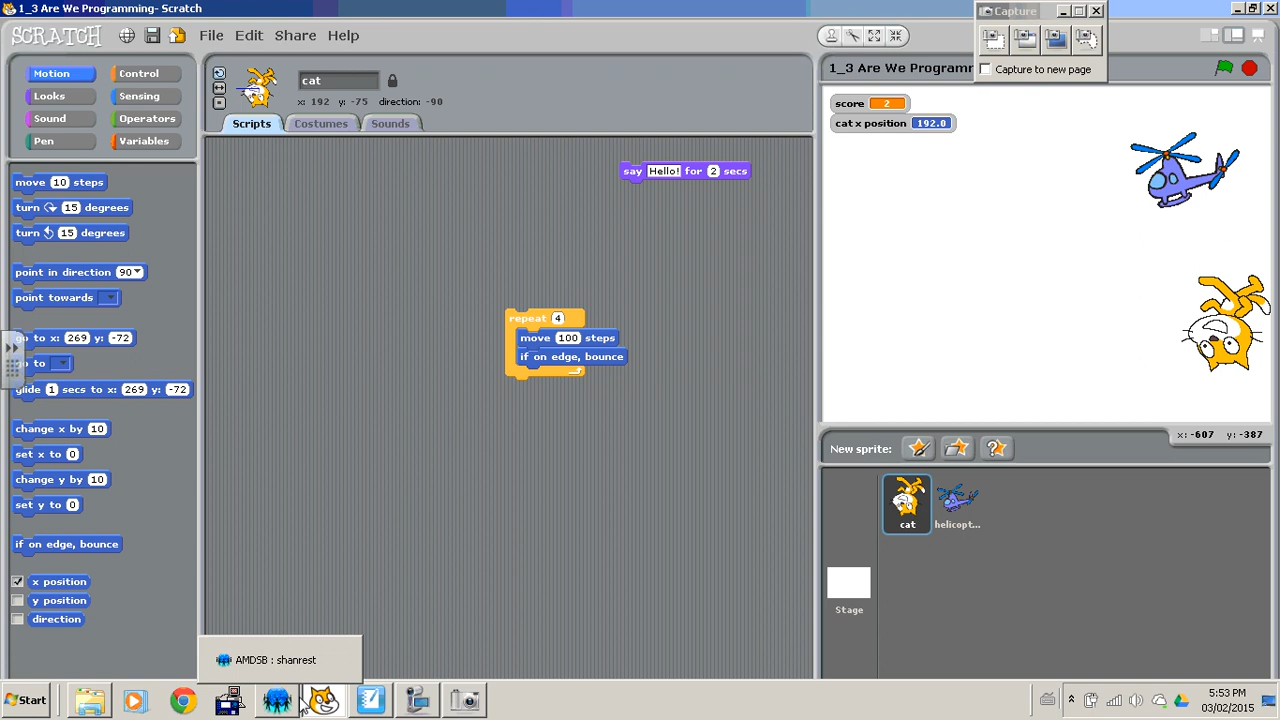 1_3 Are We Programming- Scratch
Capture
SCRATCH
File Edit Share Help
Capture to new page
Motion Control
Looks Sensing
Sound Operators
Pen Variables
cat
x: 192 y: -75 direction: -90
Scripts Costumes Sounds
1_3 Are We Programm
score 2
cat x position 192.0
move 10 steps
turn 15 degrees
turn 15 degrees
point in direction 90
point towards
go to x: 269 y: -72
to
glide 1 secs to x: 269 y: -72
change x by 10
set x to 0
change y by 10
set y to 0
if on edge, bounce
x position
y position
direction
say Hello! for 2 secs
repeat 4
move 100 steps
if on edge, bounce
x: -607 y: -387
New sprite:
cat
helicopt...
Stage
AMDSB : shanrest
Start
5:53 PM
03/02/2015